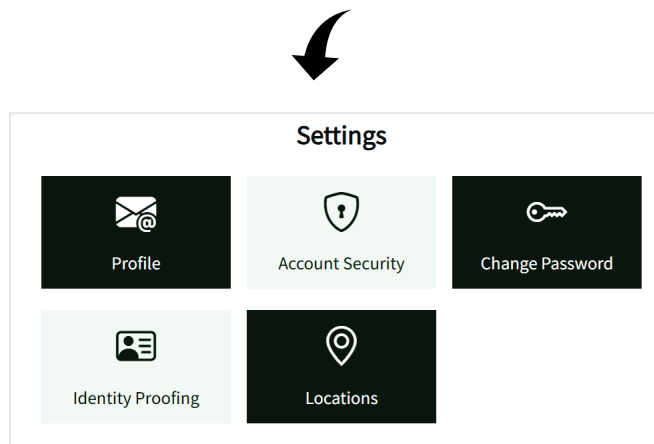 Settings
Profile
Account Security
Change Password
Identity Proofing
Locations